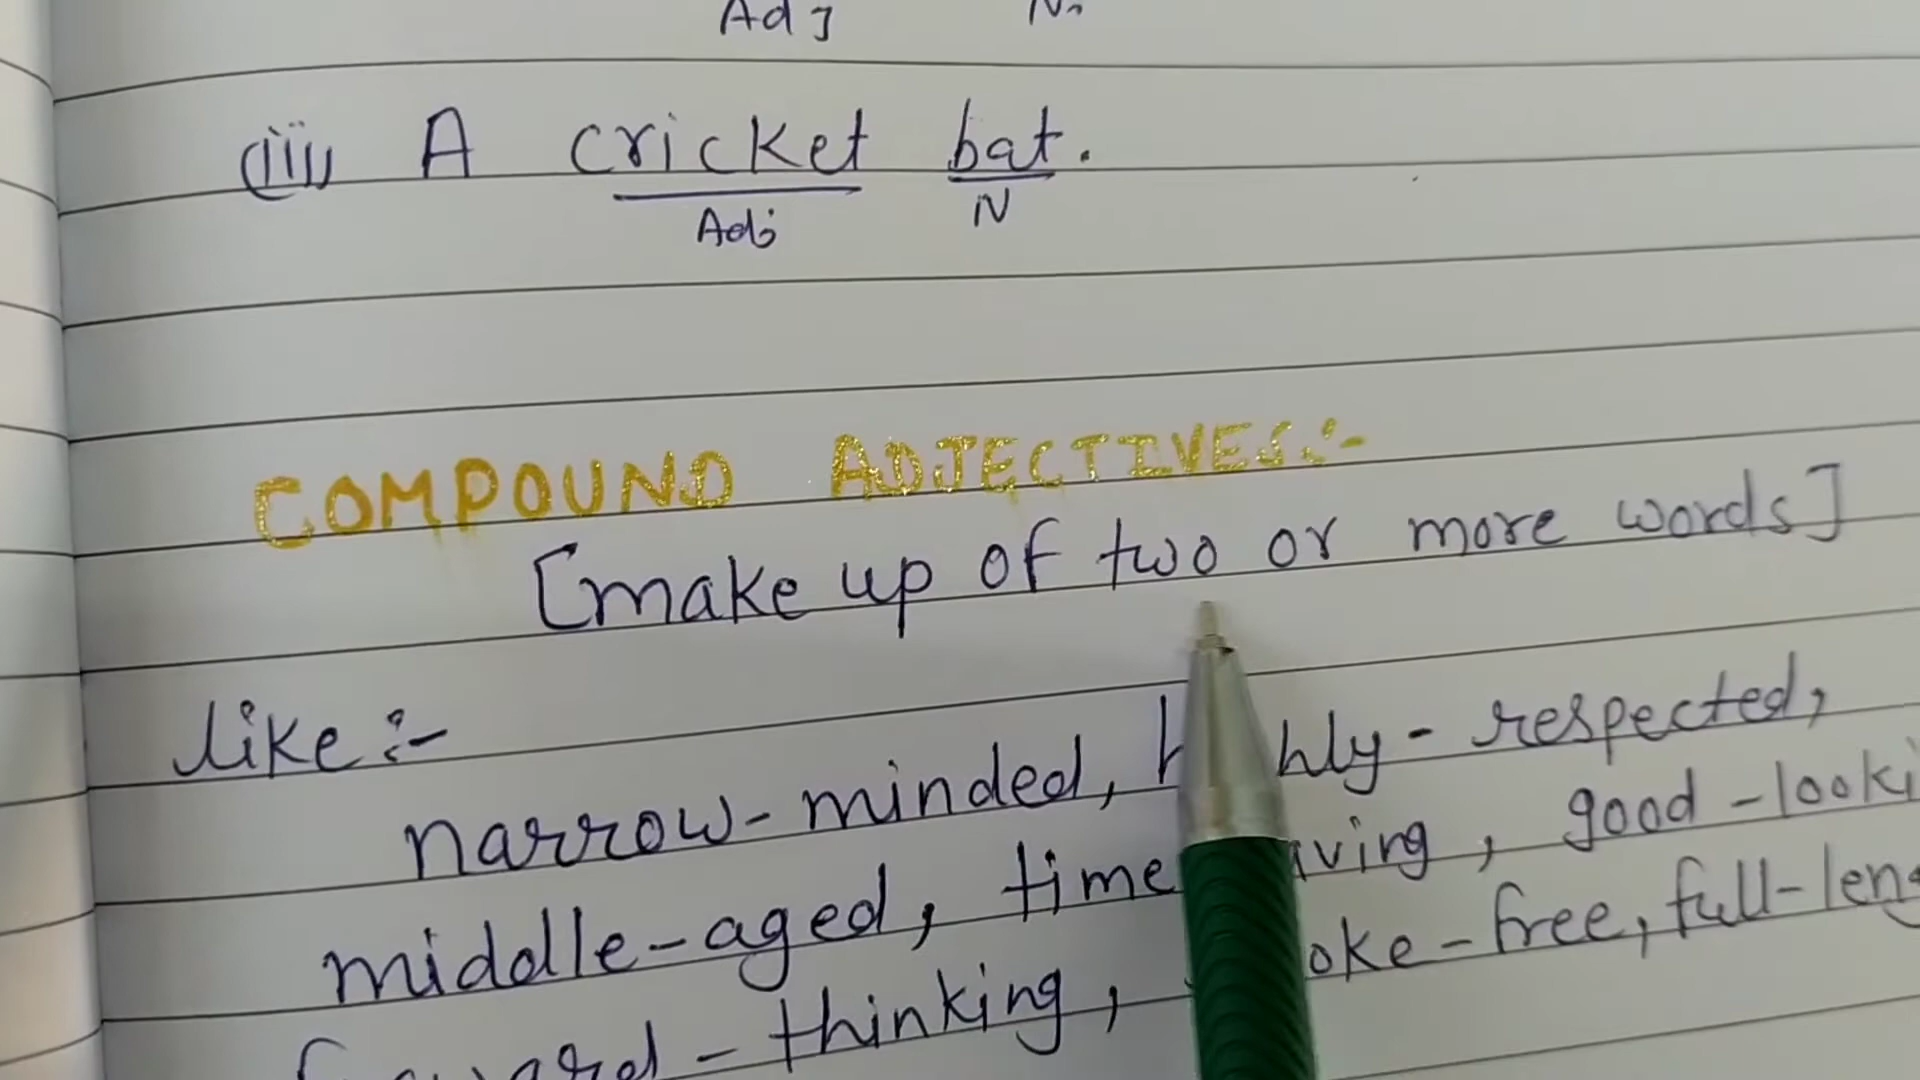 Adj N.
(iii) A cricket bat.
Adj N
COMPOUND ADJECTIVES:-
[make up of two or more words]
like:-
narrow-minded, hly-respected,
middle-aged, time aving, good-looki
thinking, oke-free, full-leng